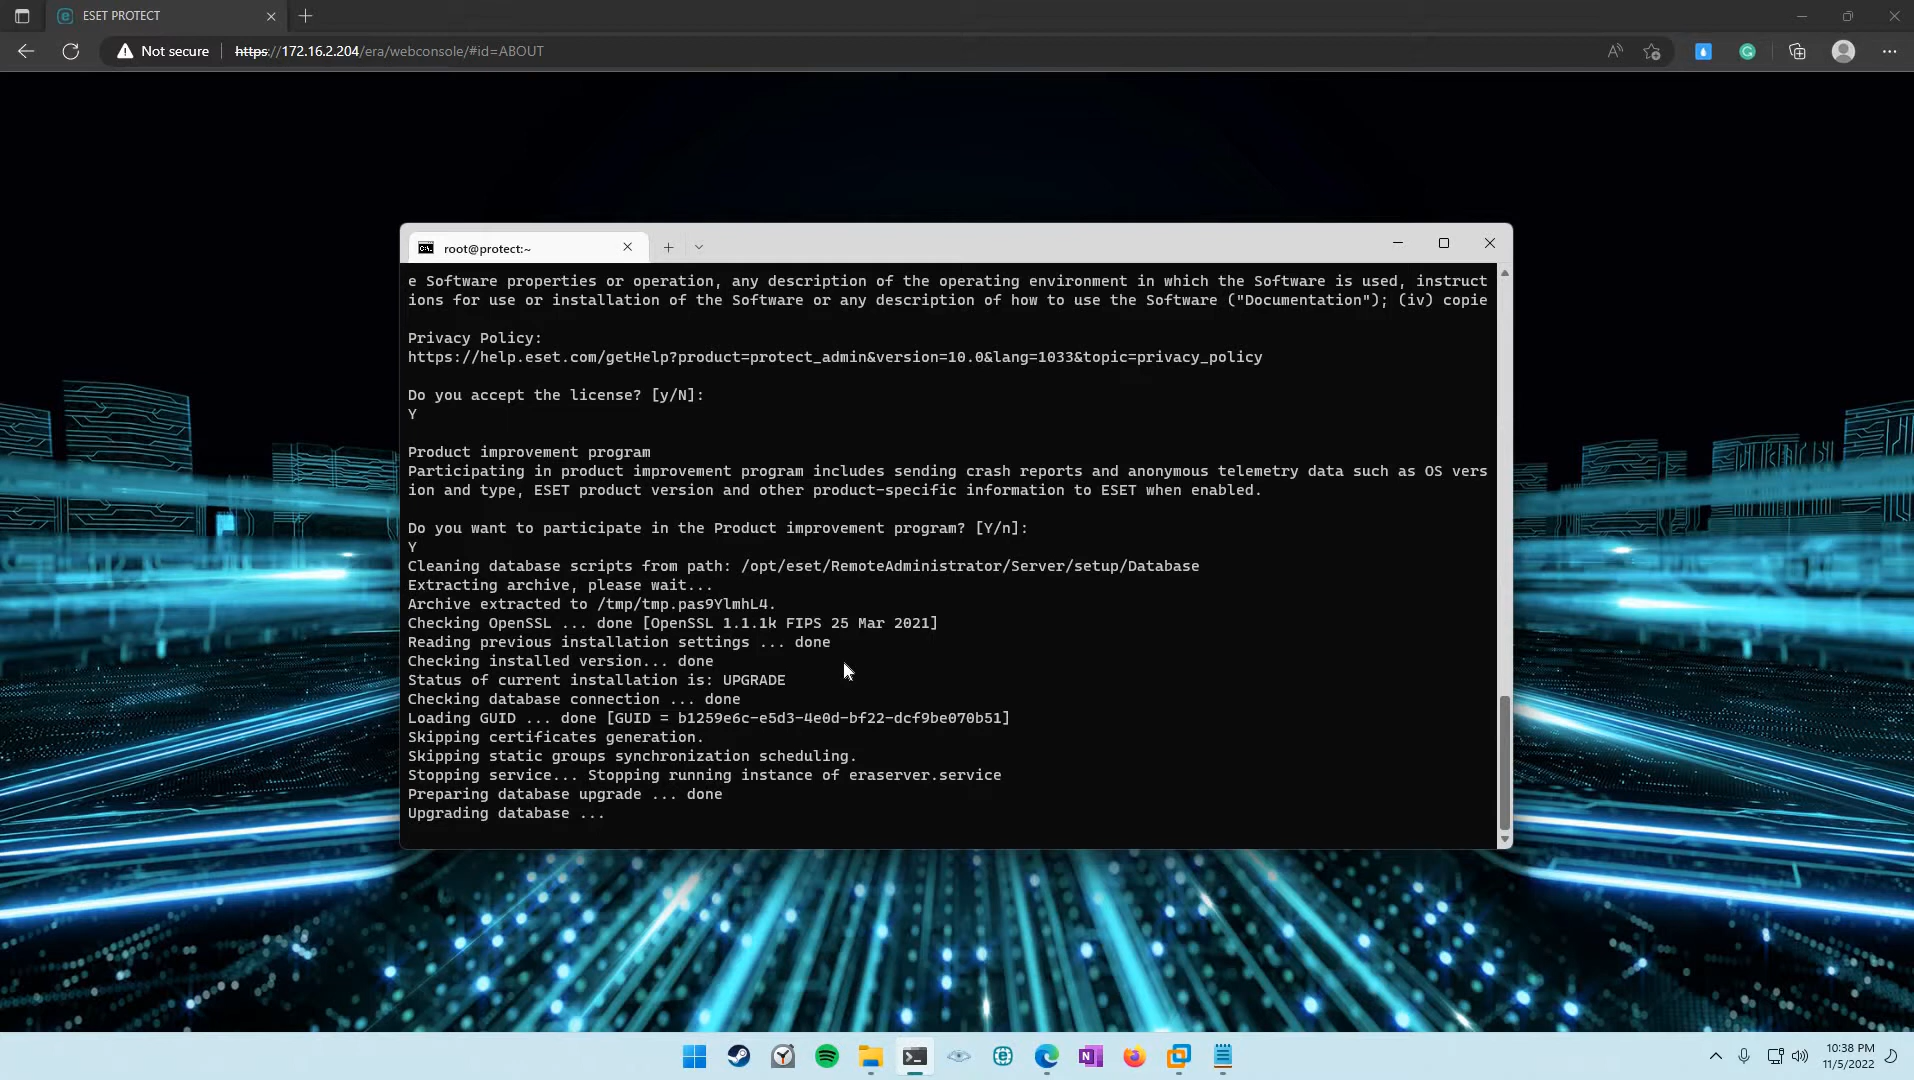 ESET PROTECT
Not secure
https://172.16.2.204/era/webconsole/#id=ABOUT
root@protect:~
e Software properties or operation, any description of the operating environment in which the Software is used, instruct
ions for use or installation of the Software or any description of how to use the Software ("Documentation"); (iv) copie
Privacy Policy:
https://help.eset.com/getHelp?product=protect_admin&version=10.0&lang=1033&topic=privacy_policy
Do you accept the license? [y/N]:
Y
Product improvement program
Participating in product improvement program includes sending crash reports and anonymous telemetry data such as OS vers
ion and type, ESET product version and other product-specific information to ESET when enabled.
Do you want to participate in the Product improvement program? [Y/n]:
Y
Cleaning database scripts from path: /opt/eset/RemoteAdministrator/Server/setup/Database
Extracting archive, please wait...
Archive extracted to /tmp/tmp.pas9YlmhL4.
Checking OpenSSL ... done [OpenSSL 1.1.1k FIPS 25 Mar 2021]
Reading previous installation settings ... done
Checking installed version... done
Status of current installation is: UPGRADE
Checking database connection ... done
Loading GUID ... done [GUID = b1259e6c-e5d3-4e0d-bf22-dcf9be070b51]
Skipping certificates generation.
Skipping static groups synchronization scheduling.
Stopping service... Stopping running instance of eraserver.service
Preparing database upgrade ... done
Upgrading database ...
10:38 PM
11/5/2022